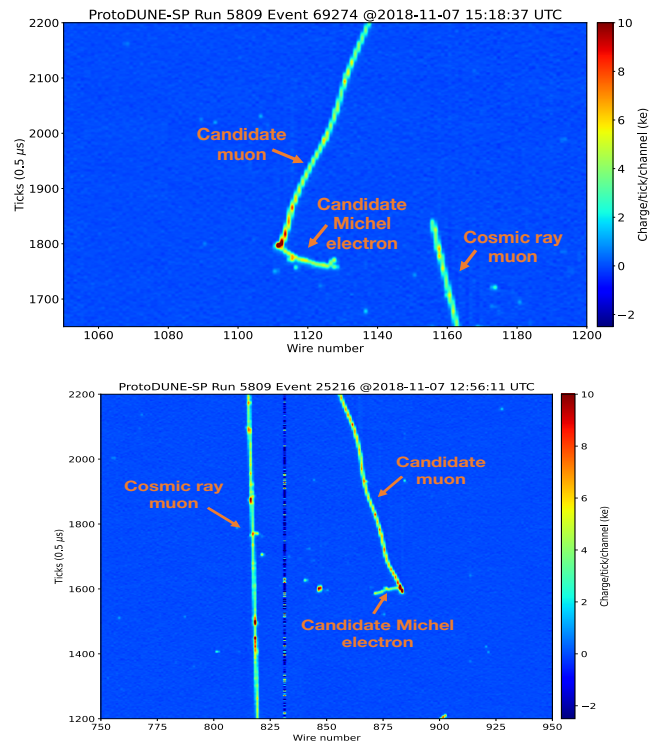 ProtoDUNE-SP Run 5809 Event 69274 @2018-11-07 15:18:37 UTC
2200
2100
2000
1900
1800
1700
Ticks (0.5 μs)
Candidate
muon
Candidate
Michel
electron
Cosmic ray
muon
1060
1080
1100
1120
1140
1160
1180
1200
Wire number
10
8
6
4
2
0
−2
Charge/tick/channel (ke)
ProtoDUNE-SP Run 5809 Event 25216 @2018-11-07 12:56:11 UTC
2200
2000
1800
1600
1400
1200
Ticks (0.5 μs)
Cosmic ray
muon
Candidate
muon
Candidate Michel
electron
750
775
800
825
850
875
900
925
950
Wire number
10
8
6
4
2
0
−2
Charge/tick/channel (ke)